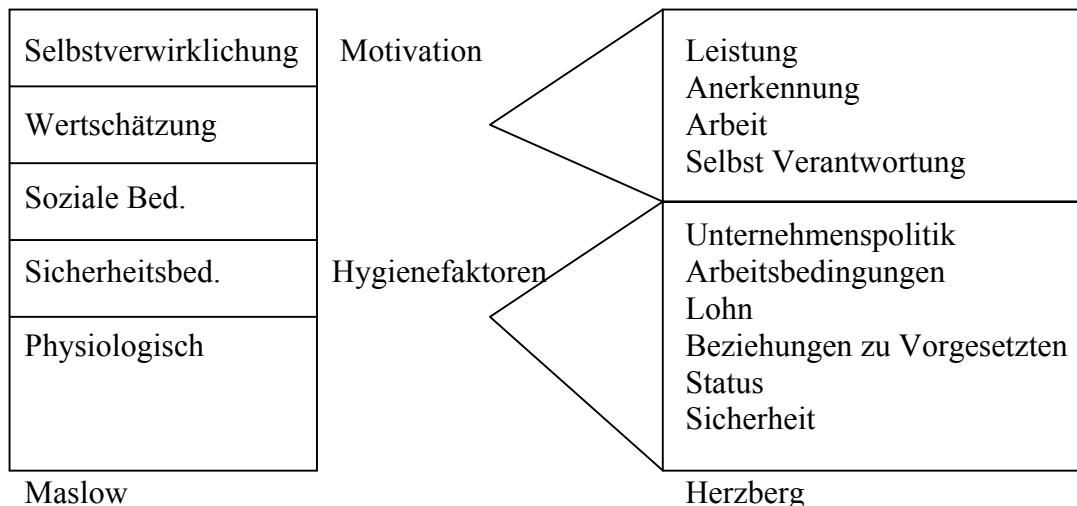 Selbstverwirklichung
Wertschätzung
Soziale Bed.
Sicherheitsbed.
Physiologisch
Maslow
Motivation
Hygienefaktoren
Leistung
Anerkennung
Arbeit
Selbst Verantwortung
Unternehmenspolitik
Arbeitsbedingungen
Lohn
Beziehungen zu Vorgesetzten
Status
Sicherheit
Herzberg